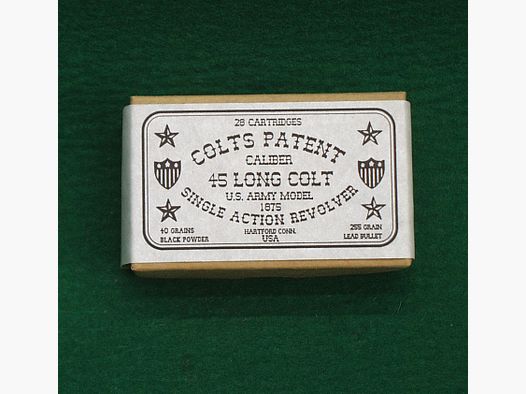 28 CARTRIDGES
COLTS PATENT
CALIBER
45 LONG COLT
U.S. ARMY MODEL
1875
SINGLE ACTION REVOLVER
40 GRAINS
BLACK POWDER
HARTFORD CONN.
USA
255 GRAIN
LEAD BULLET